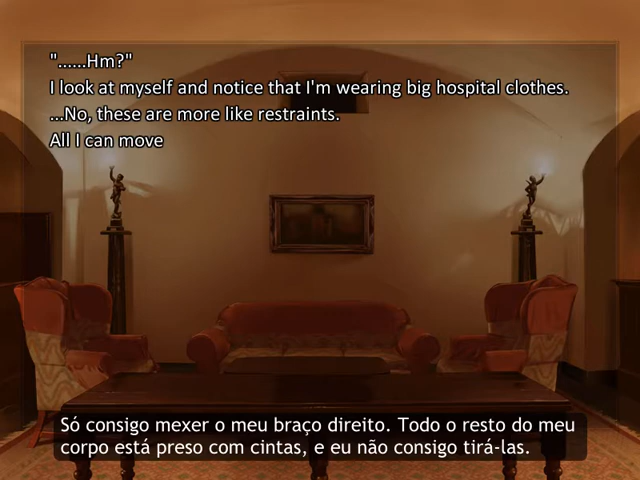 "......Hm?"
I look at myself and notice that I'm wearing big hospital clothes.
...No, these are more like restraints.
All I can move
Só consigo mexer o meu braço direito. Todo o resto do meu
corpo está preso com cintas, e eu não consigo tirá-las.